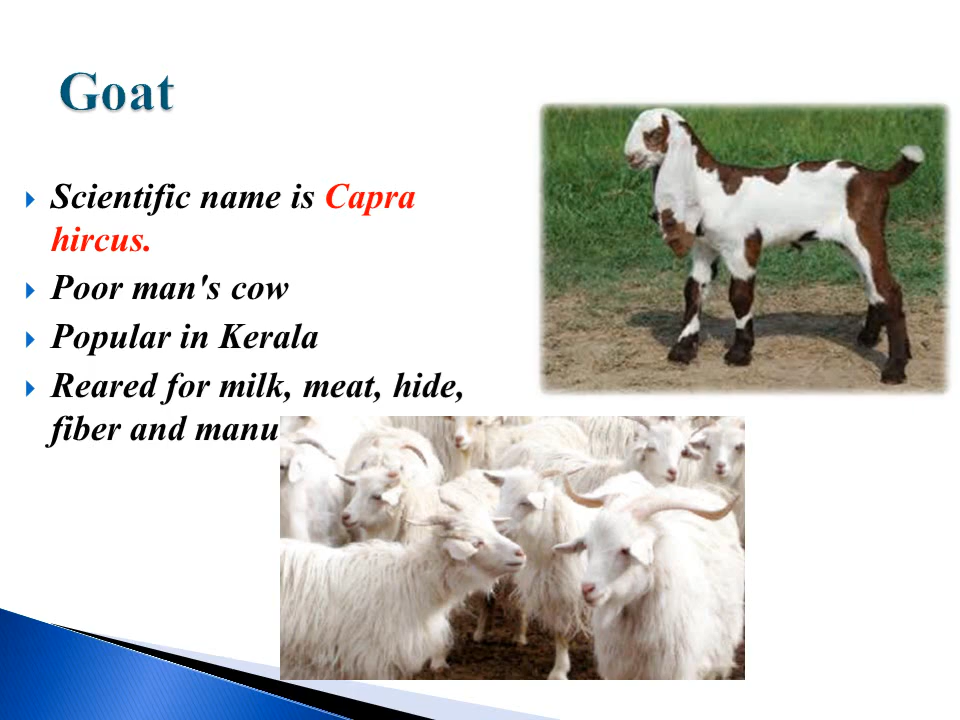 Goat
Scientific name is Capra
hircus.
Poor man's cow
Popular in Kerala
Reared for milk, meat, hide,
fiber and manu